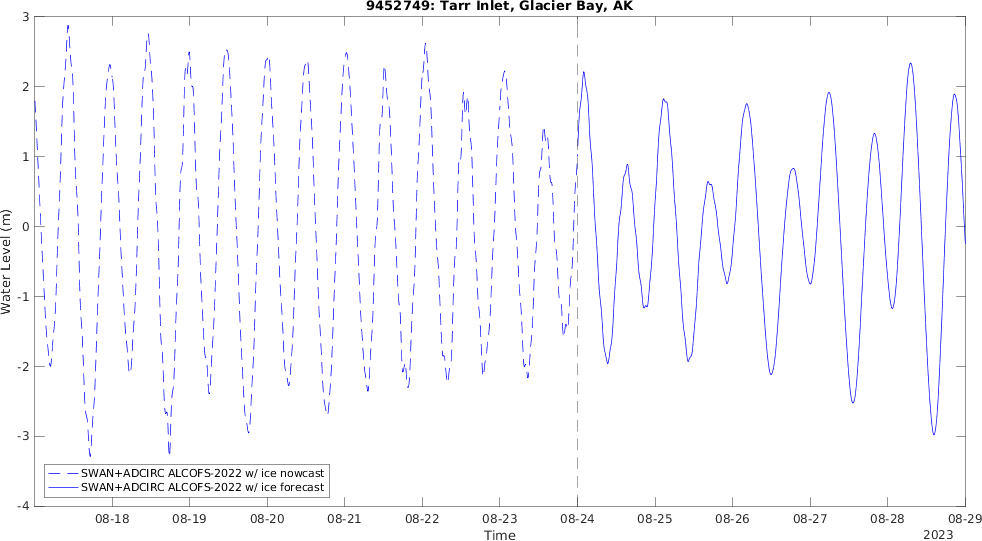 9452749: Tarr Inlet, Glacier Bay, AK
3
2
1
0
-1
-2
-3
-4
Water Level (m)
SWAN+ADCIRC ALCOFS-2022 w/ ice nowcast
SWAN+ADCIRC ALCOFS-2022 w/ ice forecast
08-18 08-19 08-20 08-21 08-22 08-23 08-24 08-25 08-26 08-27 08-28 08-29
Time
2023